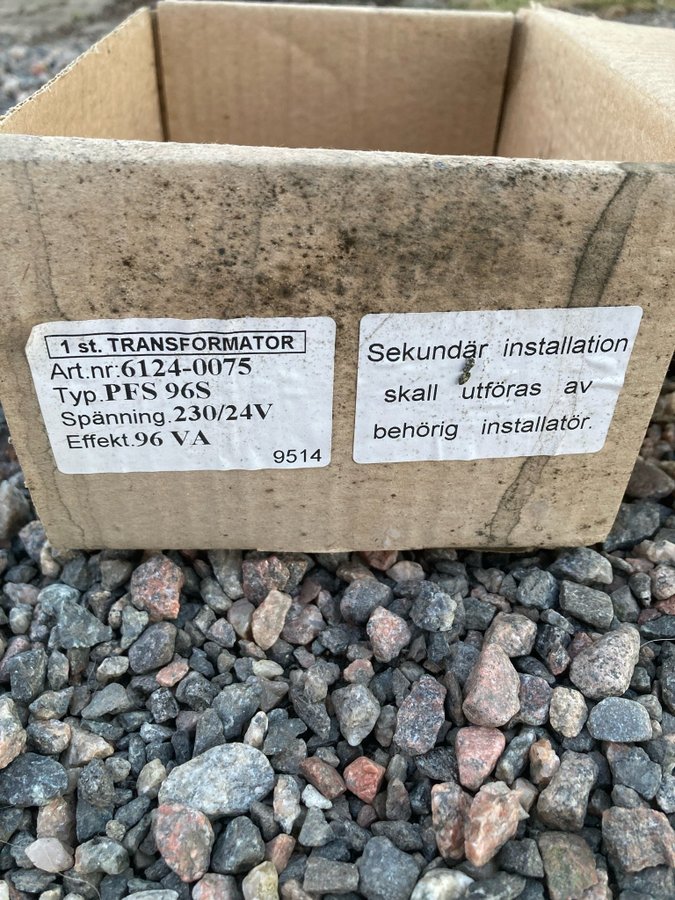 1 st. TRANSFORMATOR
Art.nr:6124-0075
Typ.PFS 96S
Spänning.230/24V
Effekt.96 VA
9514
Sekundär installation
skall utföras av
behörig installatör.